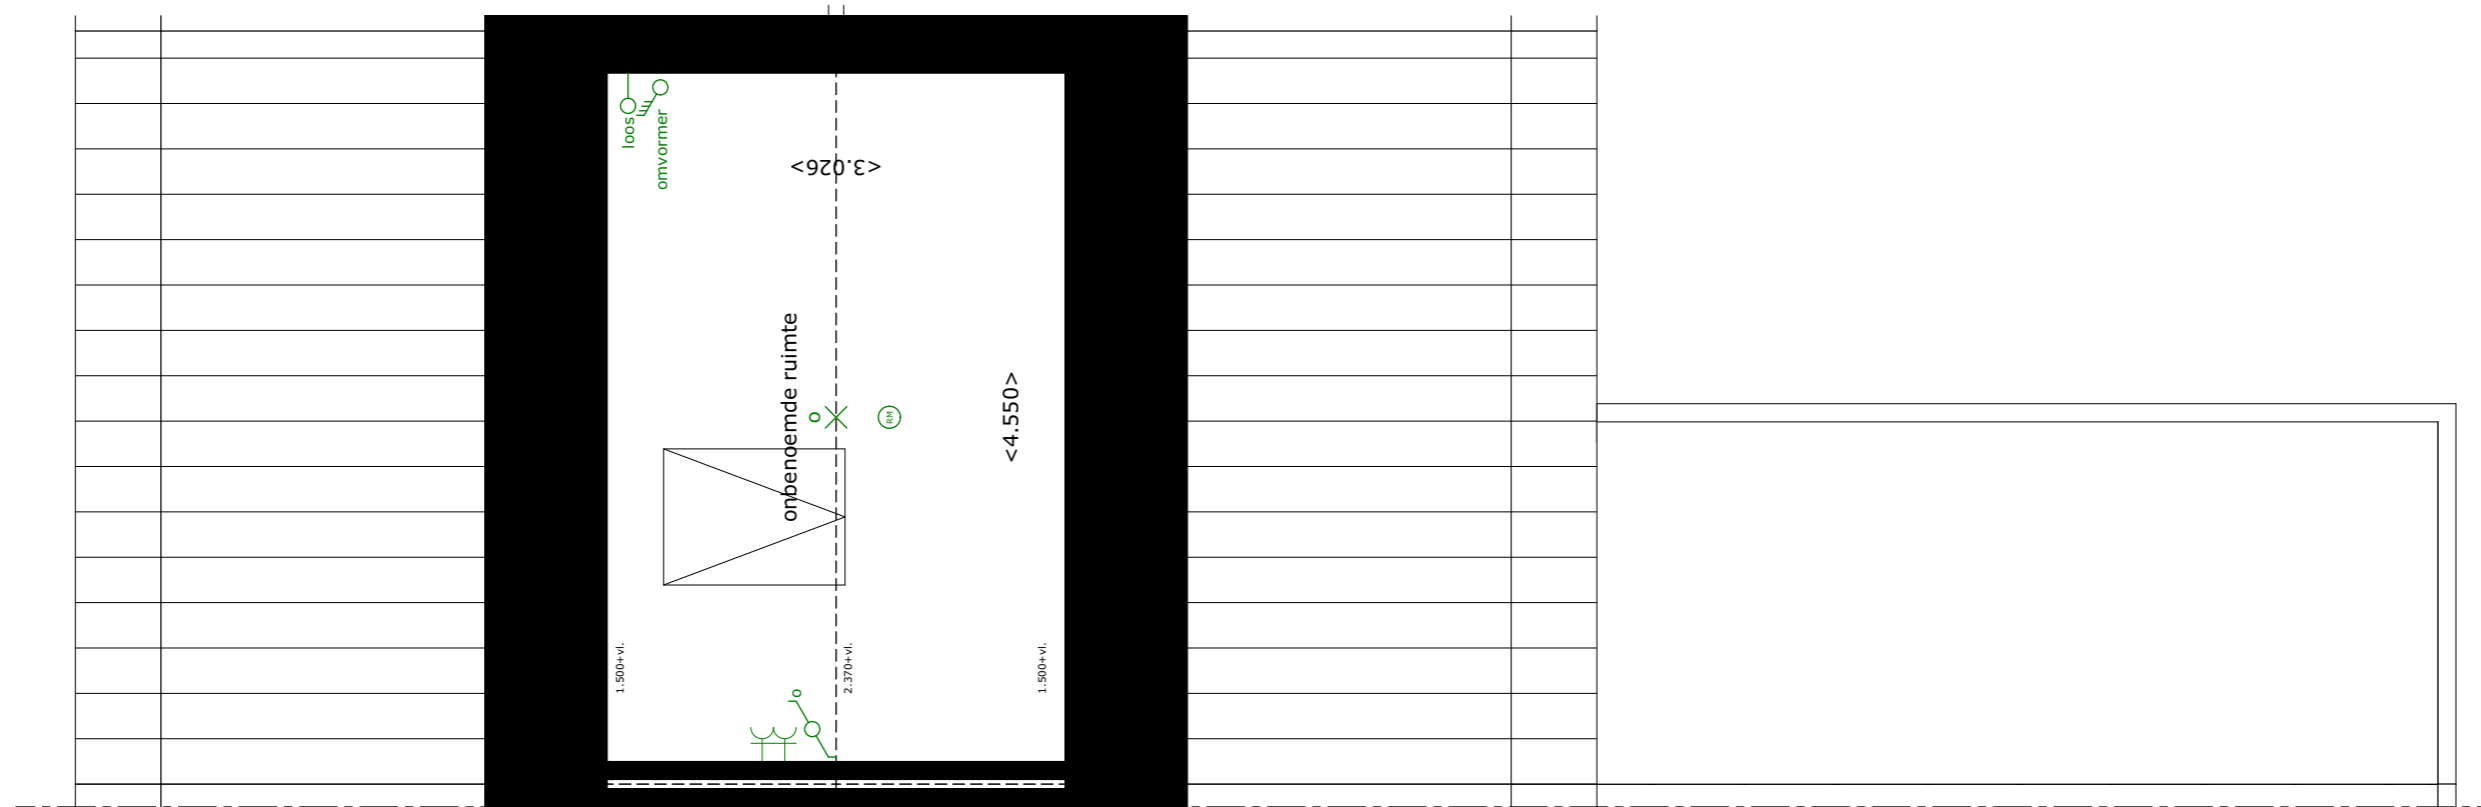 loos
omvormer
<3.026>
onbenoemde ruimte
o
RM
<4.550>
1.500+vl.
2.370+vl.
1.500+vl.
o